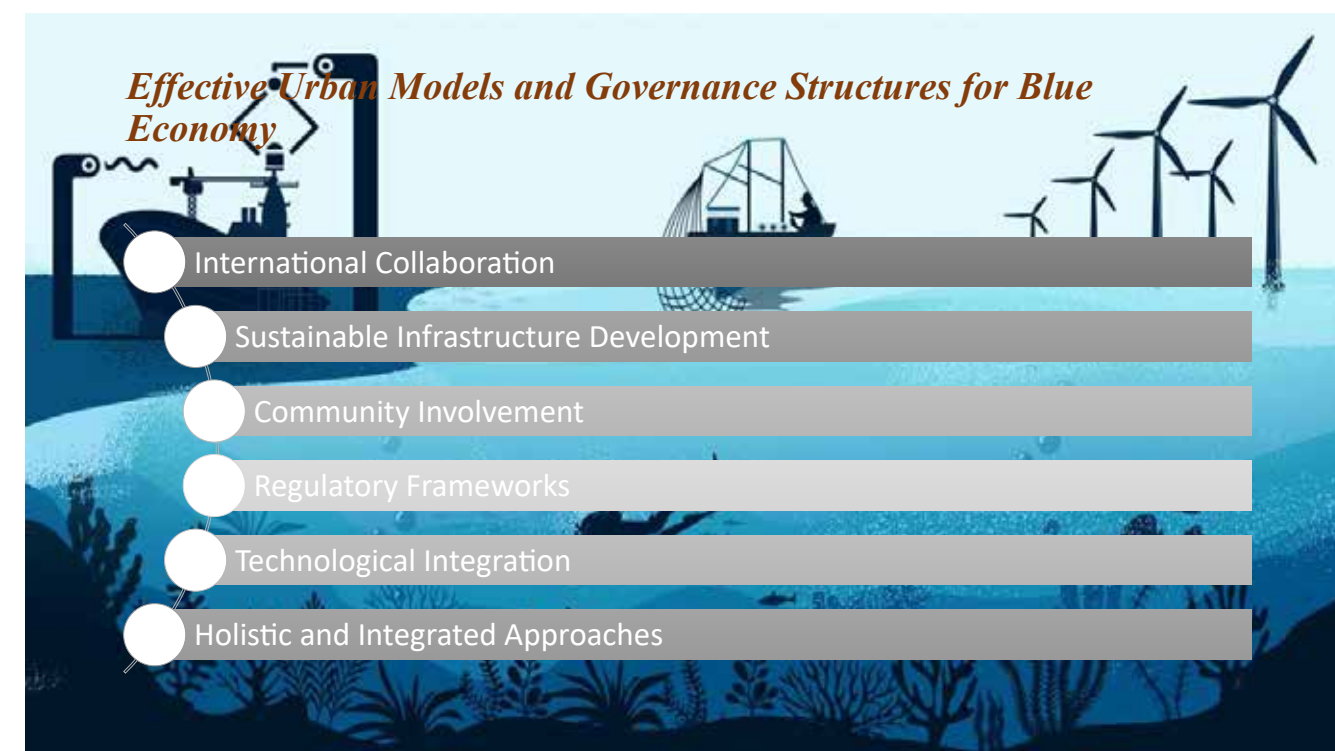 Effective Urban Models and Governance Structures for Blue
Economy
International Collaboration
Sustainable Infrastructure Development
Community Involvement
Regulatory Frameworks
Technological Integration
Holistic and Integrated Approaches